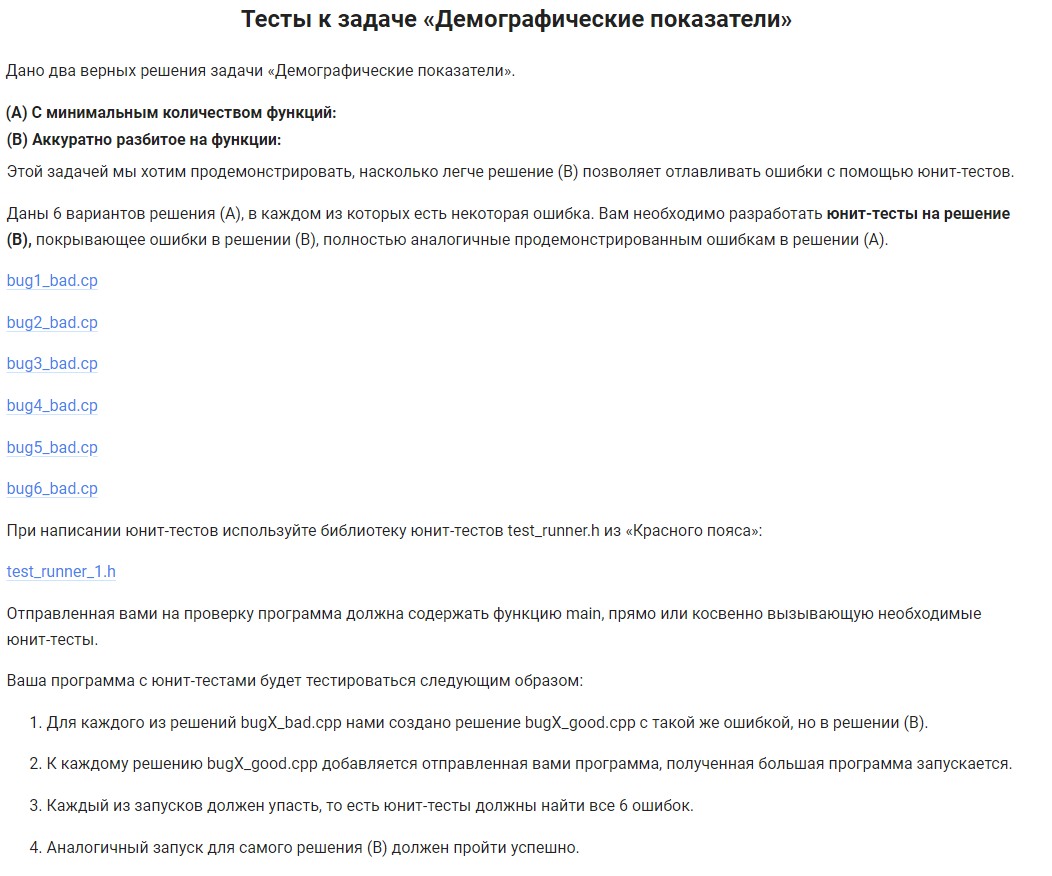 Тесты к задаче «Демографические показатели»
Дано два верных решения задачи «Демографические показатели».
(A) С минимальным количеством функций:
(B) Аккуратно разбитое на функции:
Этой задачей мы хотим продемонстрировать, насколько легче решение (B) позволяет отлавливать ошибки с помощью юнит-тестов.
Даны 6 вариантов решения (A), в каждом из которых есть некоторая ошибка. Вам необходимо разработать юнит-тесты на решение
(B), покрывающее ошибки в решении (B), полностью аналогичные продемонстрированным ошибкам в решении (A).
bug1_bad.cp
bug2_bad.cp
bug3_bad.cp
bug4_bad.cp
bug5_bad.cp
bug6_bad.cp
При написании юнит-тестов используйте библиотеку юнит-тестов test_runner.h из «Красного пояса»:
test_runner_1.h
Отправленная вами на проверку программа должна содержать функцию main, прямо или косвенно вызывающую необходимые
юнит-тесты.
Ваша программа с юнит-тестами будет тестироваться следующим образом:
1. Для каждого из решений bugX_bad.cpp нами создано решение bugX_good.cpp с такой же ошибкой, но в решении (B).
2. К каждому решению bugX_good.cpp добавляется отправленная вами программа, полученная большая программа запускается.
3. Каждый из запусков должен упасть, то есть юнит-тесты должны найти все 6 ошибок.
4. Аналогичный запуск для самого решения (B) должен пройти успешно.